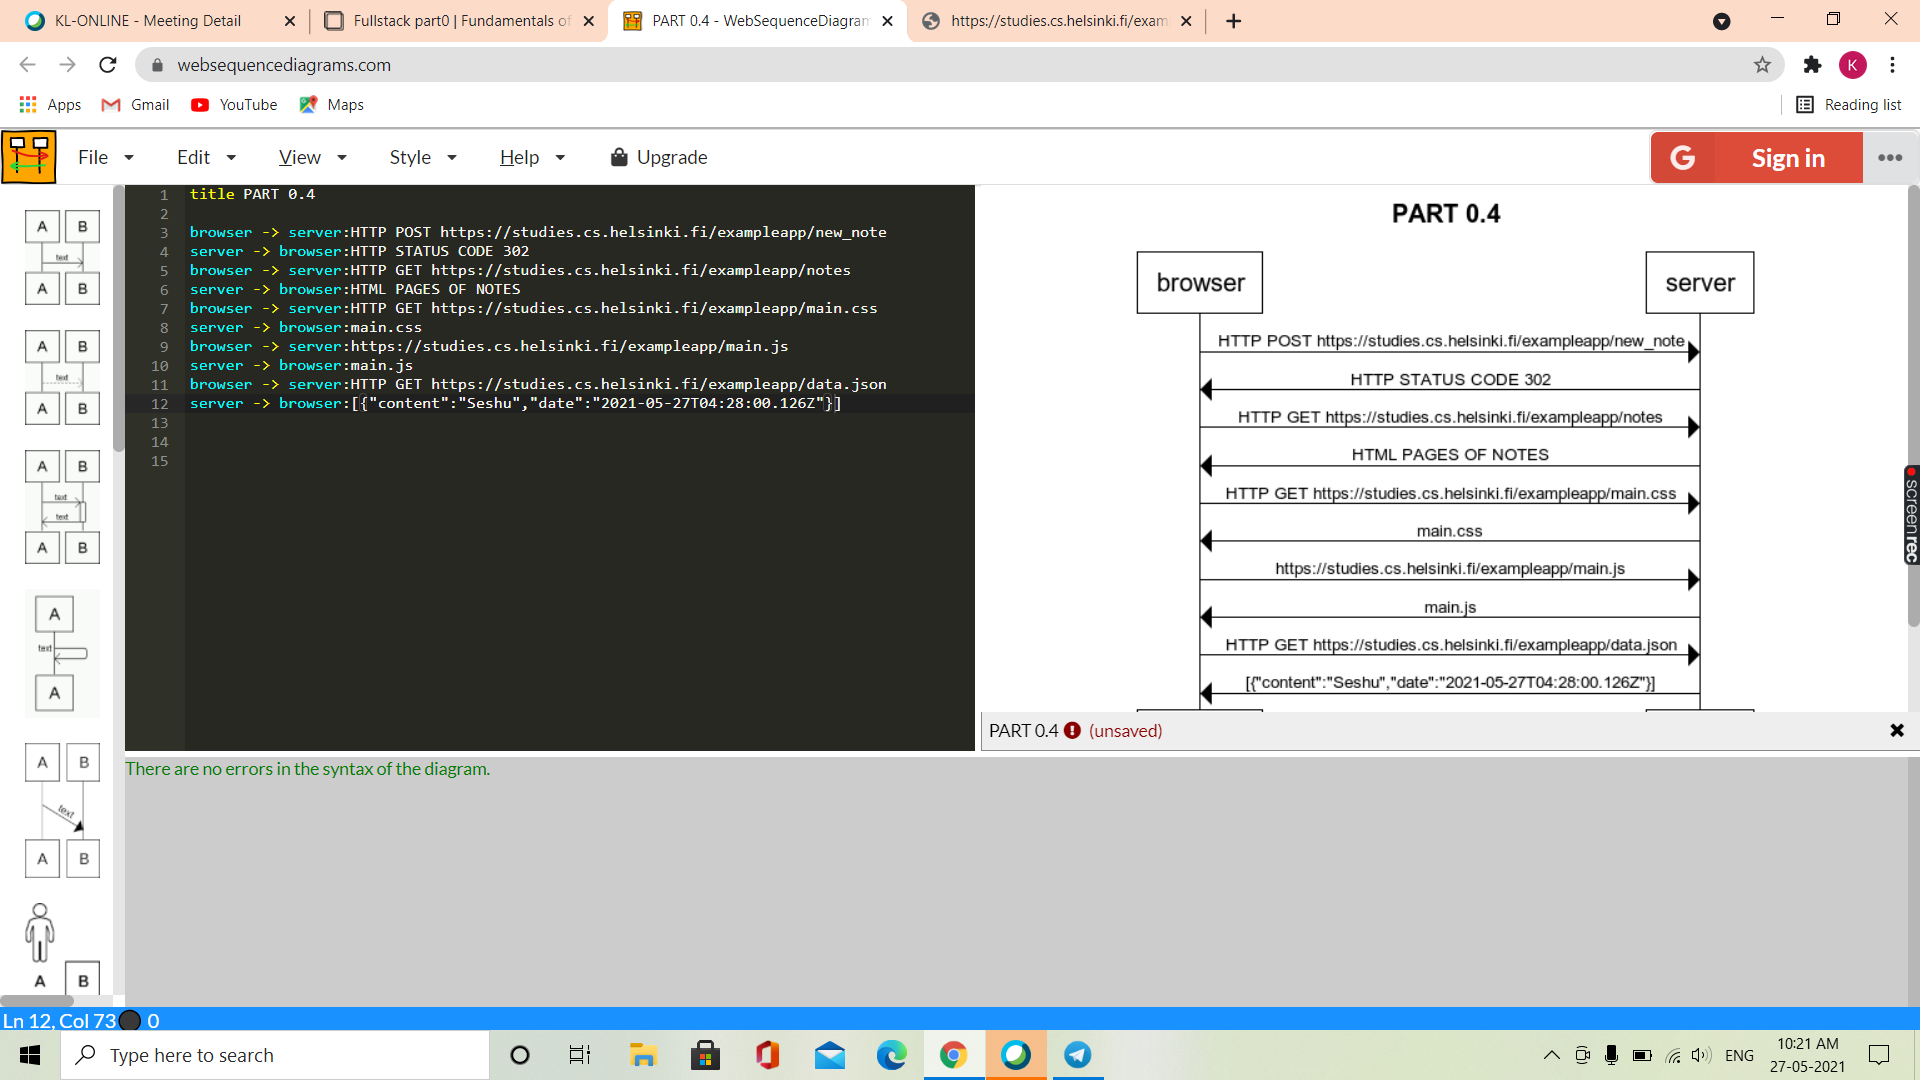 KL-ONLINE - Meeting Detail
Fullstack part0 | Fundamentals of
PART 0.4 - WebSequenceDiagram
https://studies.cs.helsinki.fi/exam
websequencediagrams.com
K
Apps
Gmail
YouTube
Maps
Reading list
File
Edit
View
Style
Help
Upgrade
G
Sign in
1 title PART 0.4
2
3 browser -> server:HTTP POST https://studies.cs.helsinki.fi/exampleapp/new_note
4 server -> browser:HTTP STATUS CODE 302
5 browser -> server:HTTP GET https://studies.cs.helsinki.fi/exampleapp/notes
6 server -> browser:HTML PAGES OF NOTES
7 browser -> server:HTTP GET https://studies.cs.helsinki.fi/exampleapp/main.css
8 server -> browser:main.css
9 browser -> server:https://studies.cs.helsinki.fi/exampleapp/main.js
10 server -> browser:main.js
11 browser -> server:HTTP GET https://studies.cs.helsinki.fi/exampleapp/data.json
12 server -> browser:[{"content":"Seshu","date":"2021-05-27T04:28:00.126Z"}]
13
14
15
A B
text
A B
A B
text
A B
A B
text
text
A B
A
text
A
A B
text
A B
A B
PART 0.4
browser server
HTTP POST https://studies.cs.helsinki.fi/exampleapp/new_note
HTTP STATUS CODE 302
HTTP GET https://studies.cs.helsinki.fi/exampleapp/notes
HTML PAGES OF NOTES
HTTP GET https://studies.cs.helsinki.fi/exampleapp/main.css
main.css
https://studies.cs.helsinki.fi/exampleapp/main.js
main.js
HTTP GET https://studies.cs.helsinki.fi/exampleapp/data.json
[{"content":"Seshu","date":"2021-05-27T04:28:00.126Z"}]
screenrec
PART 0.4 (unsaved)
There are no errors in the syntax of the diagram.
Ln 12, Col 73 0
Type here to search
ENG
10:21 AM
27-05-2021